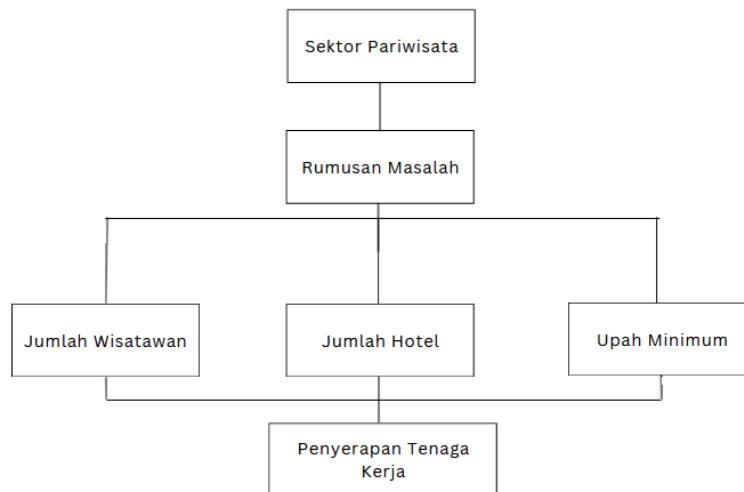 Sektor Pariwisata
Rumusan Masalah
Jumlah Wisatawan
Jumlah Hotel
Upah Minimum
Penyerapan Tenaga
Kerja